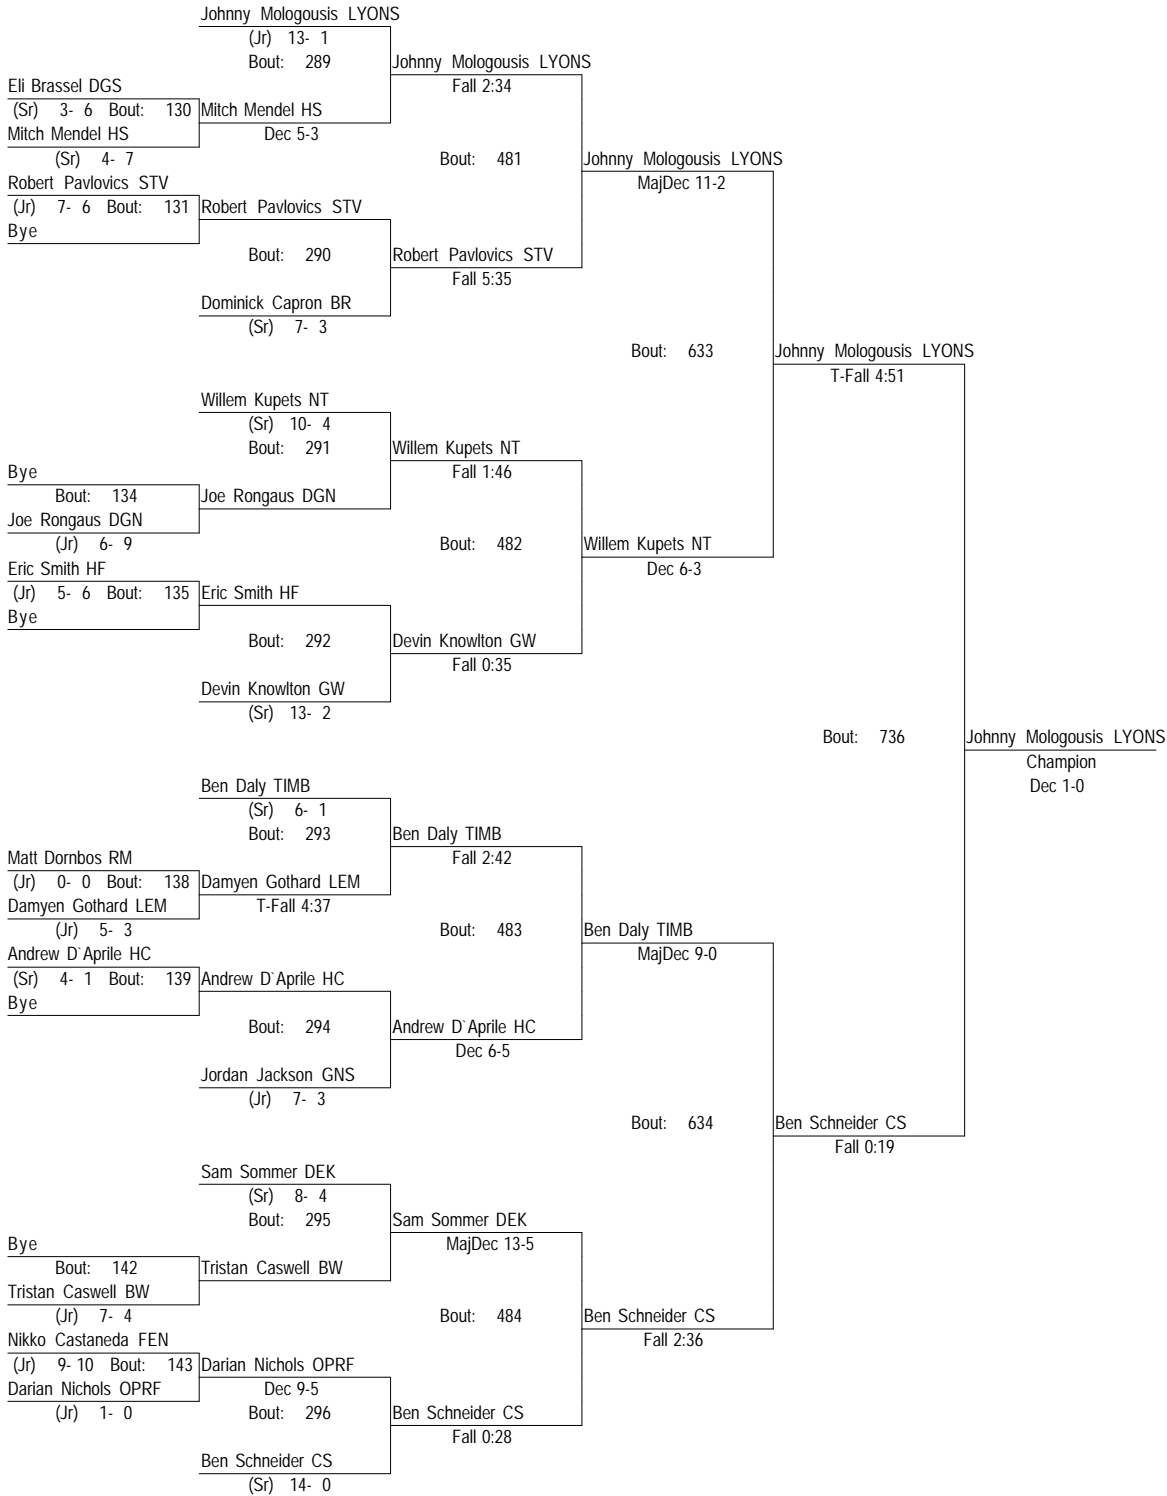 Johnny Mologousis LYONS
(Jr) 13- 1
Bout: 289
Johnny Mologousis LYONS
Fall 2:34
Eli Brassel DGS
(Sr) 3- 6 Bout: 130
Mitch Mendel HS
Mitch Mendel HS
Dec 5-3
(Sr) 4- 7
Bout: 481
Johnny Mologousis LYONS
MajDec 11-2
Robert Pavlovics STV
(Jr) 7- 6 Bout: 131
Robert Pavlovics STV
Bye
Bout: 290
Robert Pavlovics STV
Fall 5:35
Dominick Capron BR
(Sr) 7- 3
Bout: 633
Johnny Mologousis LYONS
T-Fall 4:51
Willem Kupets NT
(Sr) 10- 4
Bout: 291
Willem Kupets NT
Fall 1:46
Bye
Bout: 134
Joe Rongaus DGN
Joe Rongaus DGN
(Jr) 6- 9
Bout: 482
Willem Kupets NT
Dec 6-3
Eric Smith HF
(Jr) 5- 6 Bout: 135
Eric Smith HF
Bye
Bout: 292
Devin Knowlton GW
Fall 0:35
Devin Knowlton GW
(Sr) 13- 2
Bout: 736
Johnny Mologousis LYONS
Champion
Dec 1-0
Ben Daly TIMB
(Sr) 6- 1
Bout: 293
Ben Daly TIMB
Fall 2:42
Matt Dornbos RM
(Jr) 0- 0 Bout: 138
Damyen Gothard LEM
Damyen Gothard LEM
T-Fall 4:37
(Jr) 5- 3
Bout: 483
Ben Daly TIMB
MajDec 9-0
Andrew D`Aprile HC
(Sr) 4- 1 Bout: 139
Andrew D`Aprile HC
Bye
Bout: 294
Andrew D`Aprile HC
Dec 6-5
Jordan Jackson GNS
(Jr) 7- 3
Bout: 634
Ben Schneider CS
Fall 0:19
Sam Sommer DEK
(Sr) 8- 4
Bout: 295
Sam Sommer DEK
MajDec 13-5
Bye
Bout: 142
Tristan Caswell BW
Tristan Caswell BW
(Jr) 7- 4
Bout: 484
Ben Schneider CS
Fall 2:36
Nikko Castaneda FEN
(Jr) 9- 10 Bout: 143
Darian Nichols OPRF
Darian Nichols OPRF
Dec 9-5
(Jr) 1- 0
Bout: 296
Ben Schneider CS
Fall 0:28
Ben Schneider CS
(Sr) 14- 0